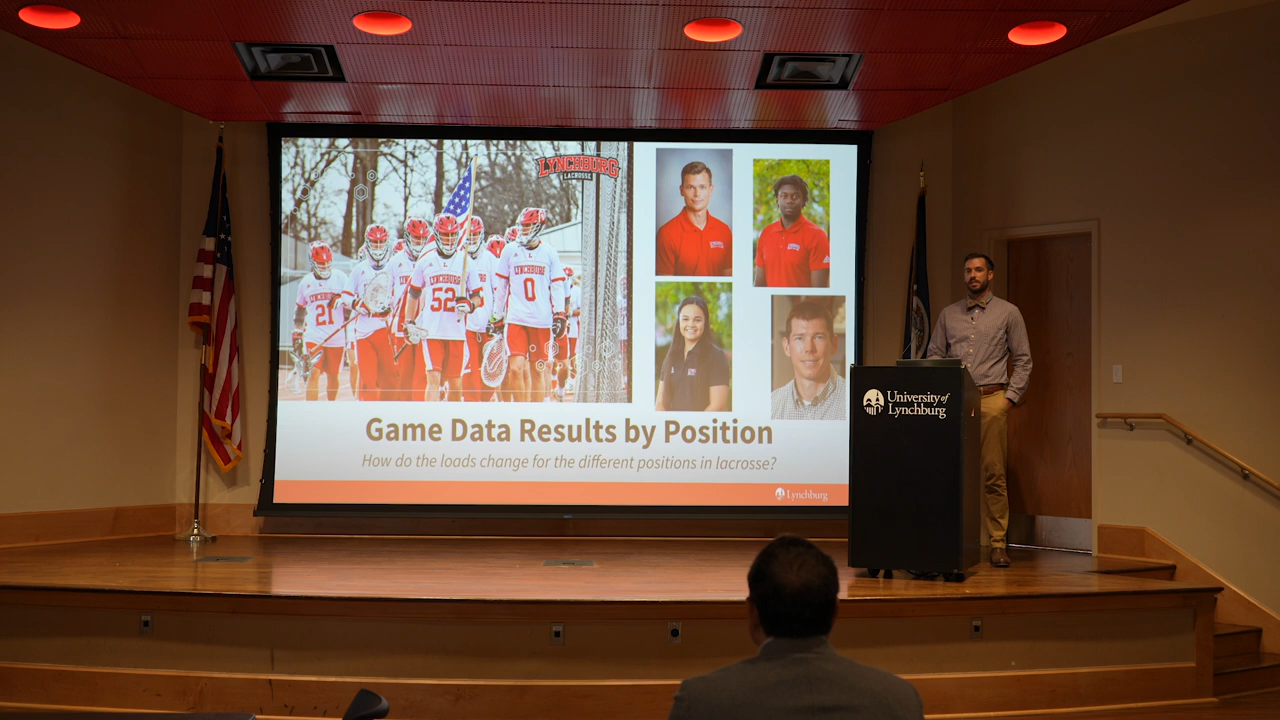 LYNCHBURG
LACROSSE
21
LYNCHBURG
52
LYNCHBURG
0
Game Data Results by Position
How do the loads change for the different positions in lacrosse?
Lynchburg
University of
Lynchburg